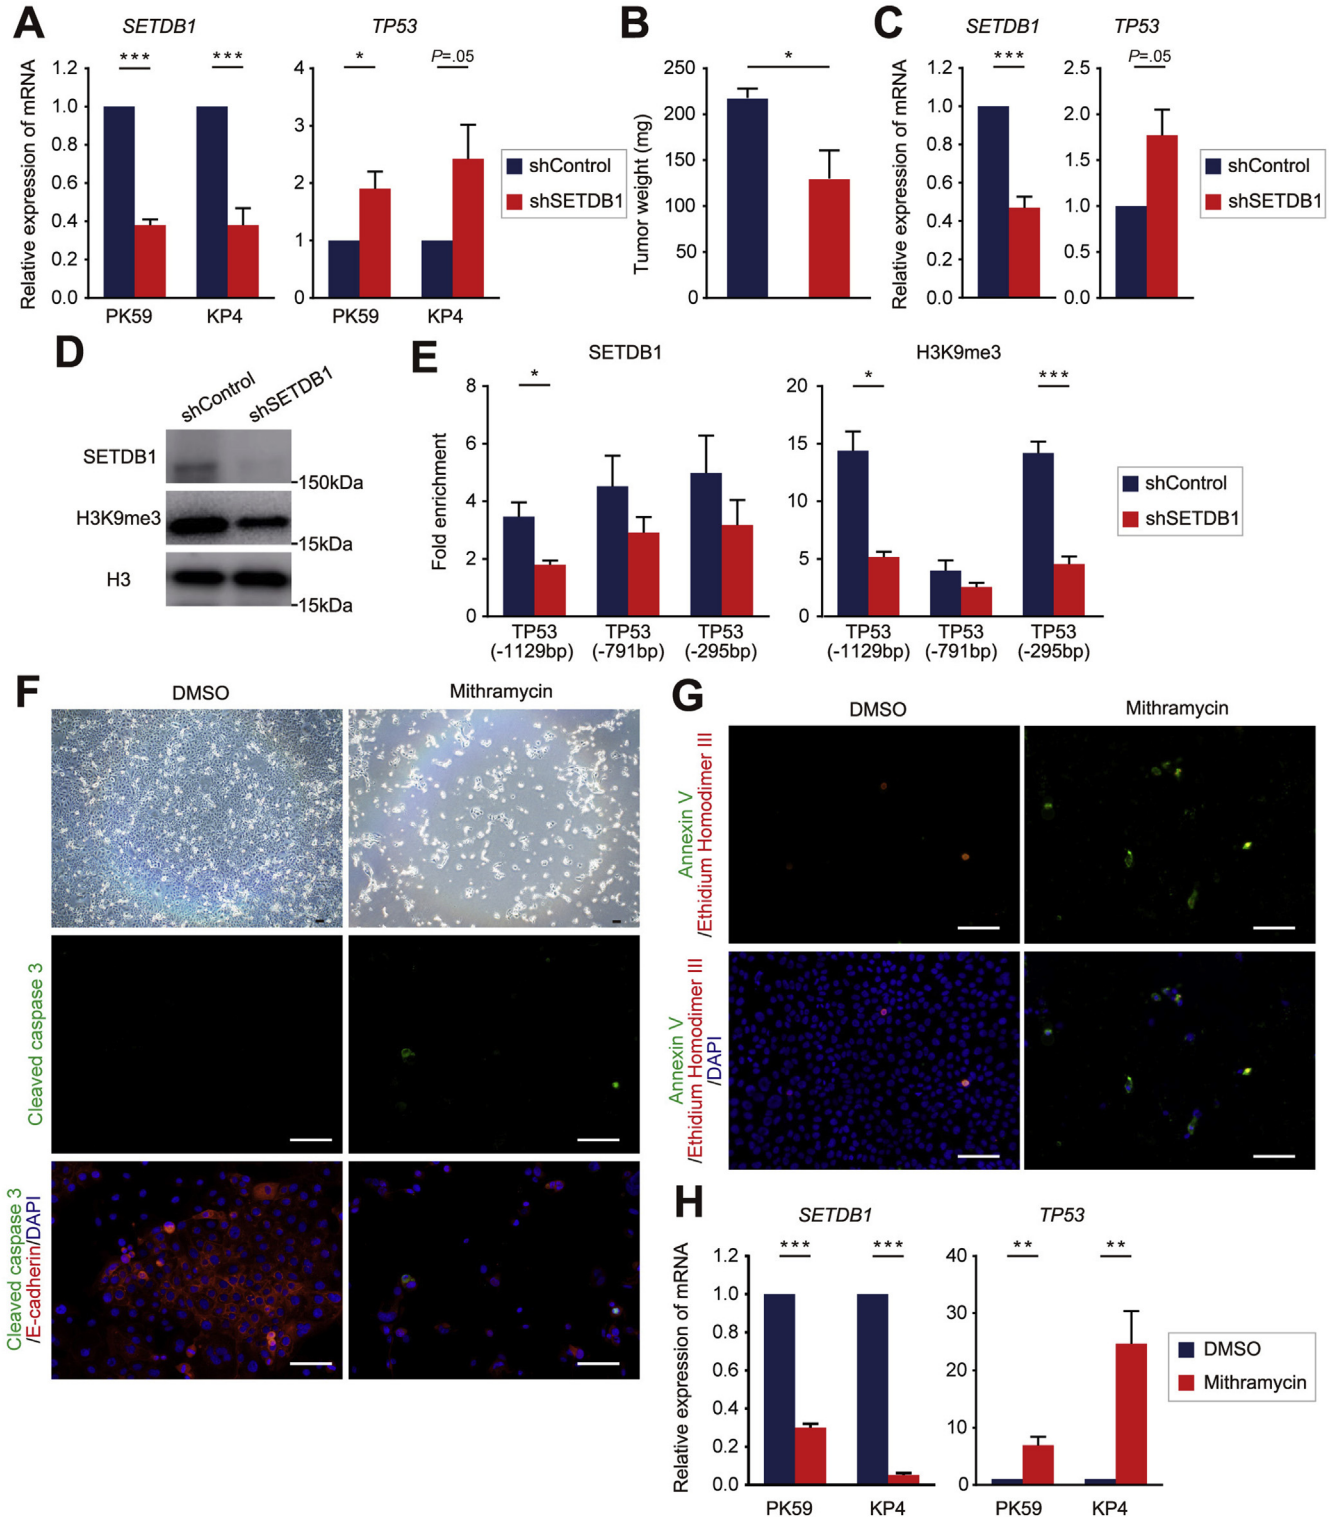 A
SETDB1
TP53
*** ***
* P=.05
Relative expression of mRNA
1.2
1.0
0.8
0.6
0.4
0.2
0.0
PK59 KP4
4
3
2
1
0
PK59 KP4
shControl
shSETDB1
B
*
Tumor weight (mg)
250
200
150
100
50
0
C
SETDB1
TP53
***
P=.05
Relative expression of mRNA
1.2
1.0
0.8
0.6
0.4
0.2
0.0
2.5
2.0
1.5
1.0
0.5
0.0
shControl
shSETDB1
D
shControl
shSETDB1
SETDB1
-150kDa
H3K9me3
-15kDa
H3
-15kDa
E
SETDB1
*
Fold enrichment
8
6
4
2
0
TP53 TP53 TP53
(-1129bp) (-791bp) (-295bp)
H3K9me3
* ***
20
15
10
5
0
TP53 TP53 TP53
(-1129bp) (-791bp) (-295bp)
shControl
shSETDB1
F
DMSO
Mithramycin
Cleaved caspase 3
Cleaved caspase 3
/E-cadherin/DAPI
G
DMSO
Mithramycin
Annexin V
/Ethidium Homodimer III
Annexin V
/Ethidium Homodimer III
/DAPI
H
SETDB1
TP53
*** ***
** **
Relative expression of mRNA
1.2
1.0
0.8
0.6
0.4
0.2
0.0
PK59 KP4
40
30
20
10
0
PK59 KP4
DMSO
Mithramycin